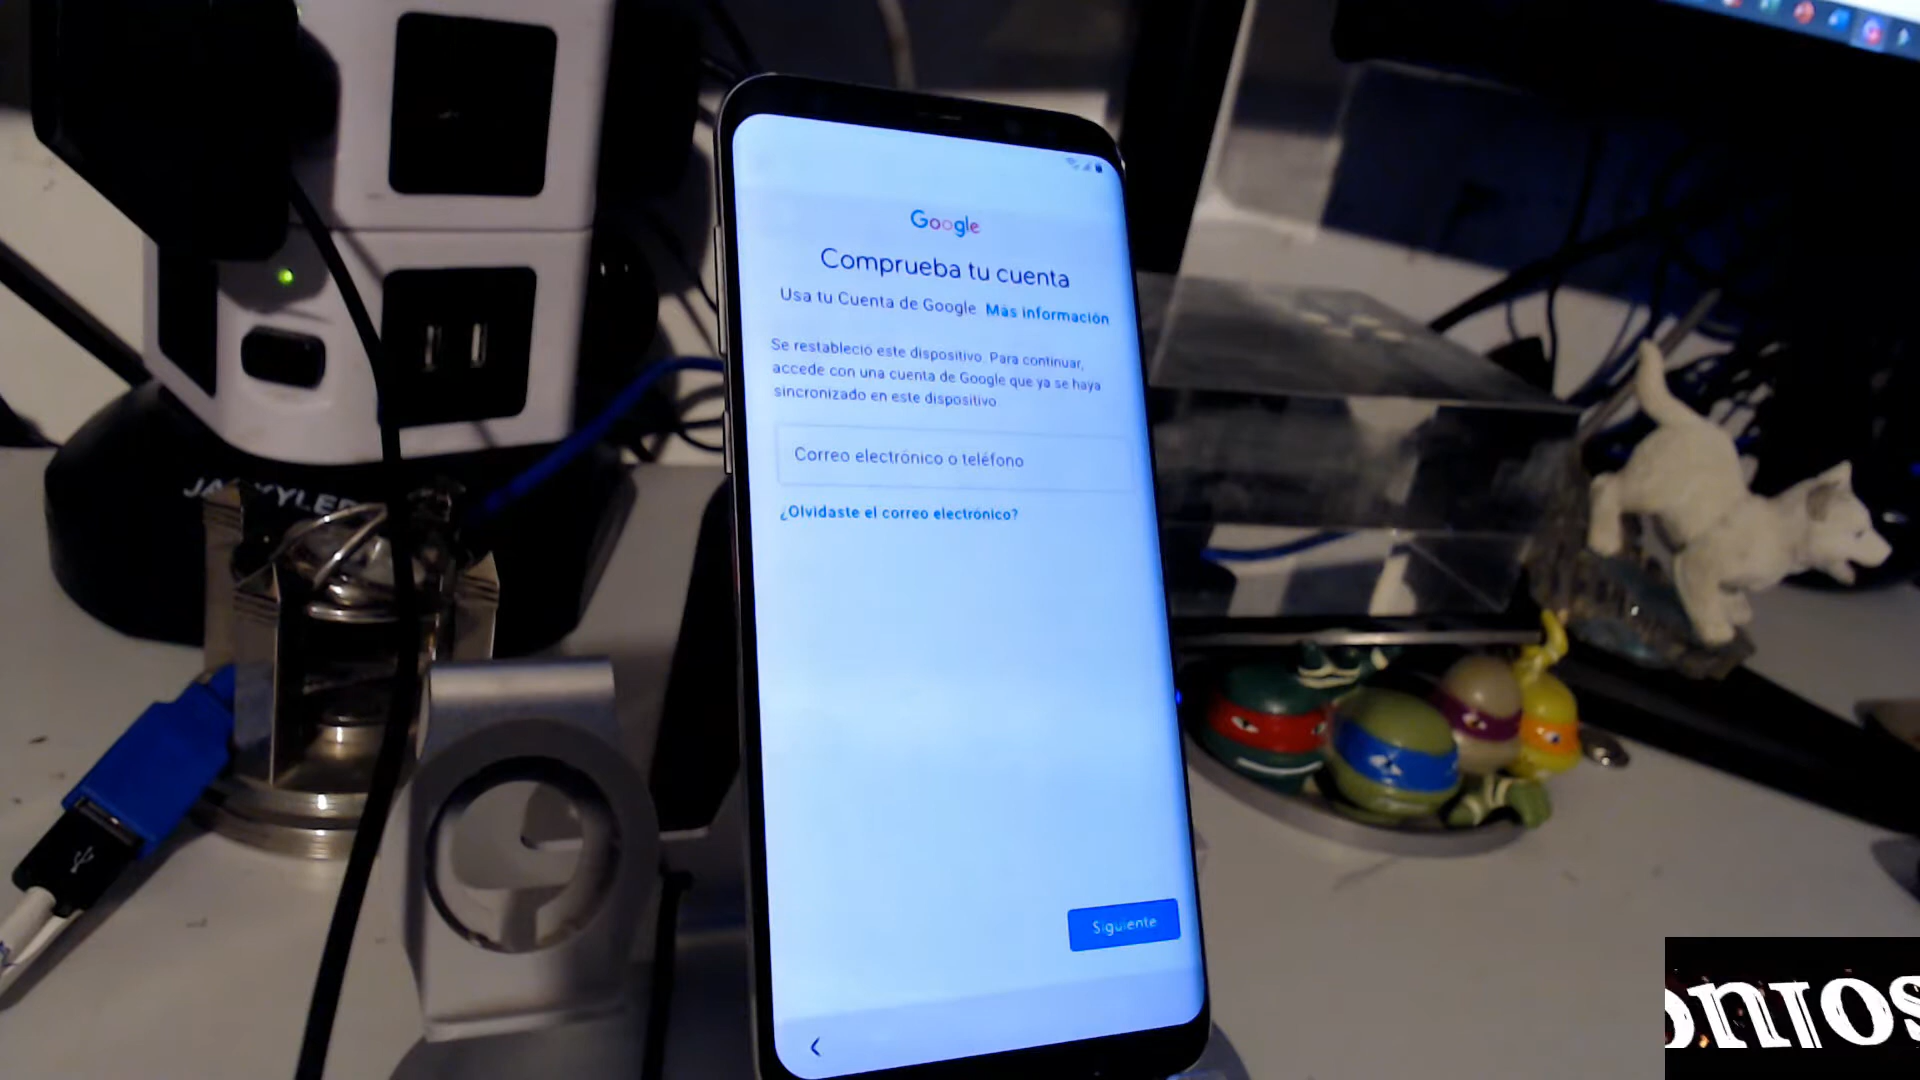 Google
Comprueba tu cuenta
Usa tu Cuenta de Google Más información
Se restableció este dispositivo. Para continuar,
accede con una cuenta de Google que ya se haya
sincronizado en este dispositivo.
Correo electrónico o teléfono
¿Olvidaste el correo electrónico?
Siguiente